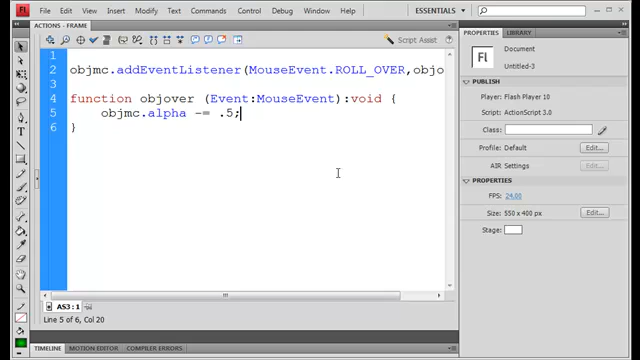 Fl
File
Edit
View
Insert
Modify
Text
Commands
Control
Debug
Window
Help
ESSENTIALS
ACTIONS - FRAME
Script Assist
1
2 objmc.addEventListener(MouseEvent.ROLL_OVER,objo
3
4 function objover (Event:MouseEvent):void {
5 objmc.alpha -= .5;
6 }
AS3 : 1
Line 5 of 6, Col 20
TIMELINE
MOTION EDITOR
COMPILER ERRORS
PROPERTIES
LIBRARY
Fl
Document
Untitled-3
PUBLISH
Player: Flash Player 10
Script: ActionScript 3.0
Class:
Profile: Default
Edit...
AIR Settings
Edit...
PROPERTIES
FPS: 24.00
Size: 550 x 400 px
Edit...
Stage: